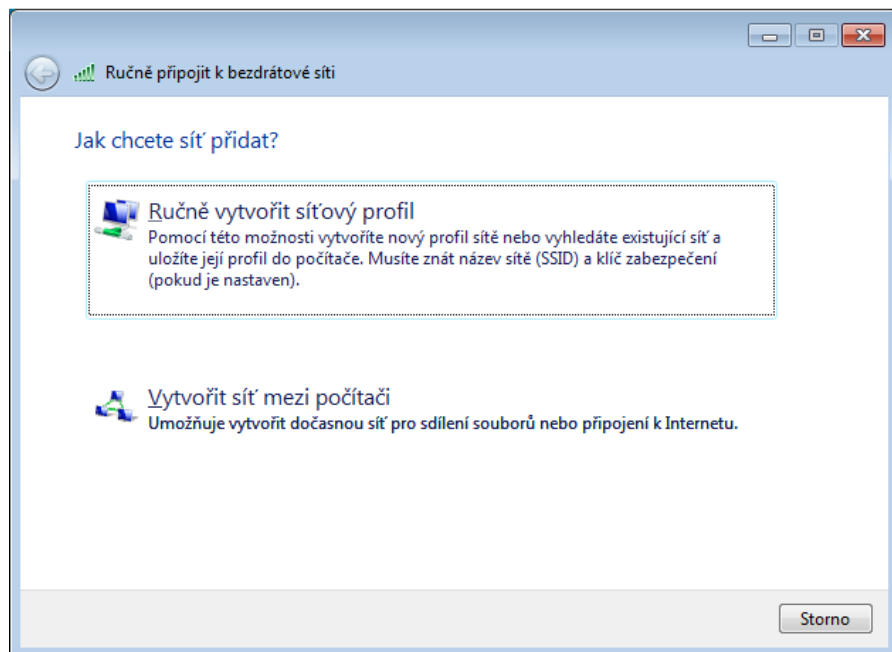 Ručně připojit k bezdrátové síti
Jak chcete síť přidat?
Ručně vytvořit síťový profil
Pomocí této možnosti vytvoříte nový profil sítě nebo vyhledáte existující síť a
uložíte její profil do počítače. Musíte znát název sítě (SSID) a klíč zabezpečení
(pokud je nastaven).
Vytvořit síť mezi počítači
Umožňuje vytvořit dočasnou síť pro sdílení souborů nebo připojení k Internetu.
Storno